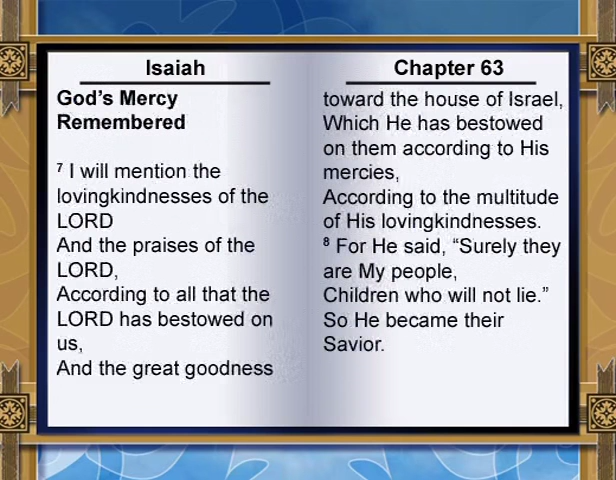 Isaiah
God's Mercy
Remembered
⁷ I will mention the
lovingkindnesses of the
LORD
And the praises of the
LORD,
According to all that the
LORD has bestowed on
us,
And the great goodness
Chapter 63
toward the house of Israel,
Which He has bestowed
on them according to His
mercies,
According to the multitude
of His lovingkindnesses.
⁸ For He said, “Surely they
are My people,
Children who will not lie.”
So He became their
Savior.